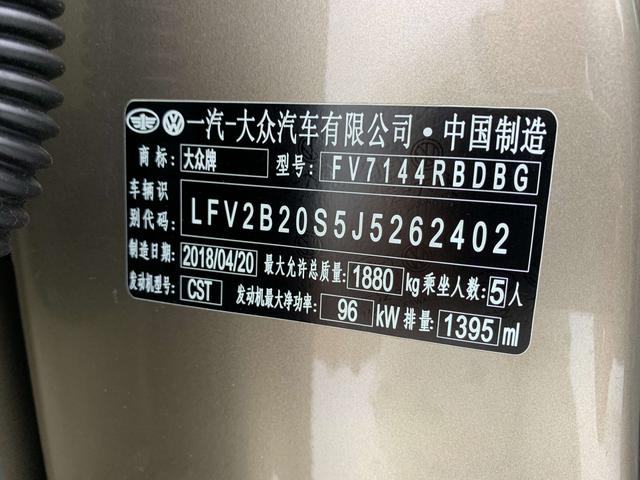 一汽-大众汽车有限公司·中国制造
商标: 大众牌 型号: FV7144RBDBG
车辆识别代码: LFV2B20S5J5262402
制造日期: 2018/04/20 最大允许总质量: 1880 kg 乘坐人数: 5 人
发动机型号: CST 发动机最大净功率: 96 kW 排量: 1395 ml